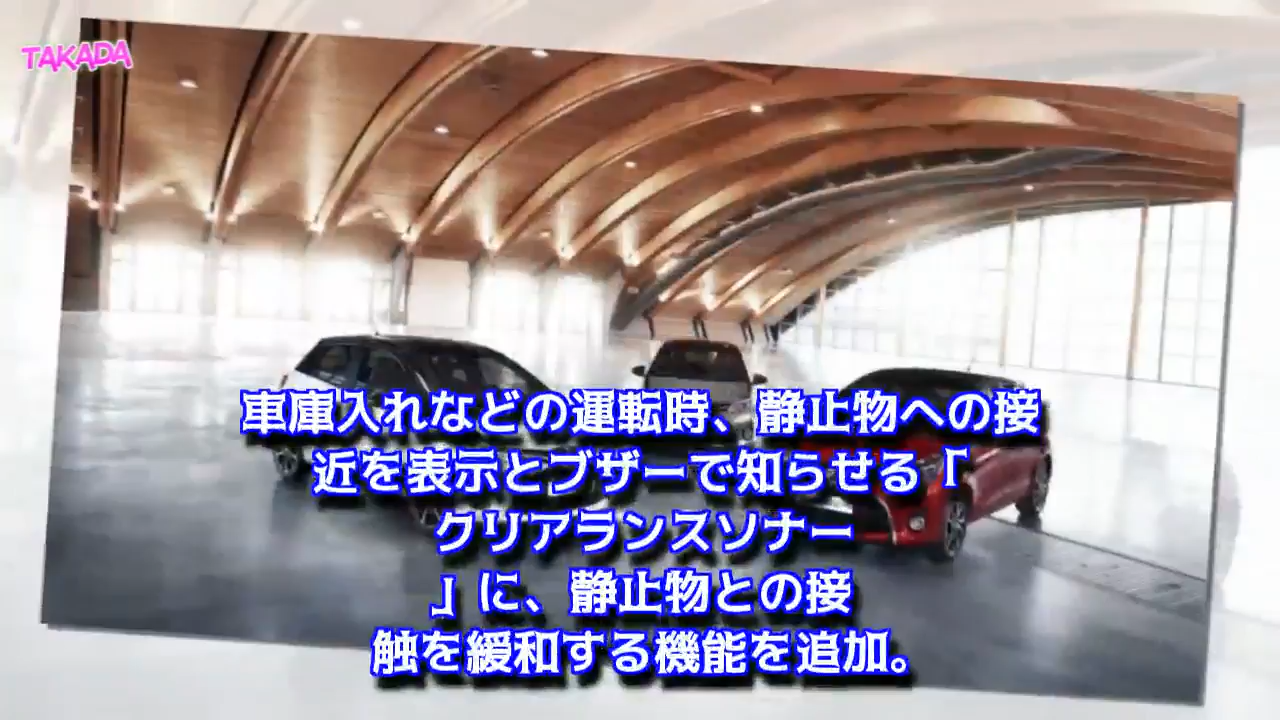 TAKADA
車庫入れなどの運転時、静止物への接
近を表示とブザーで知らせる「
クリアランスソナー
」に、静止物との接
触を緩和する機能を追加。